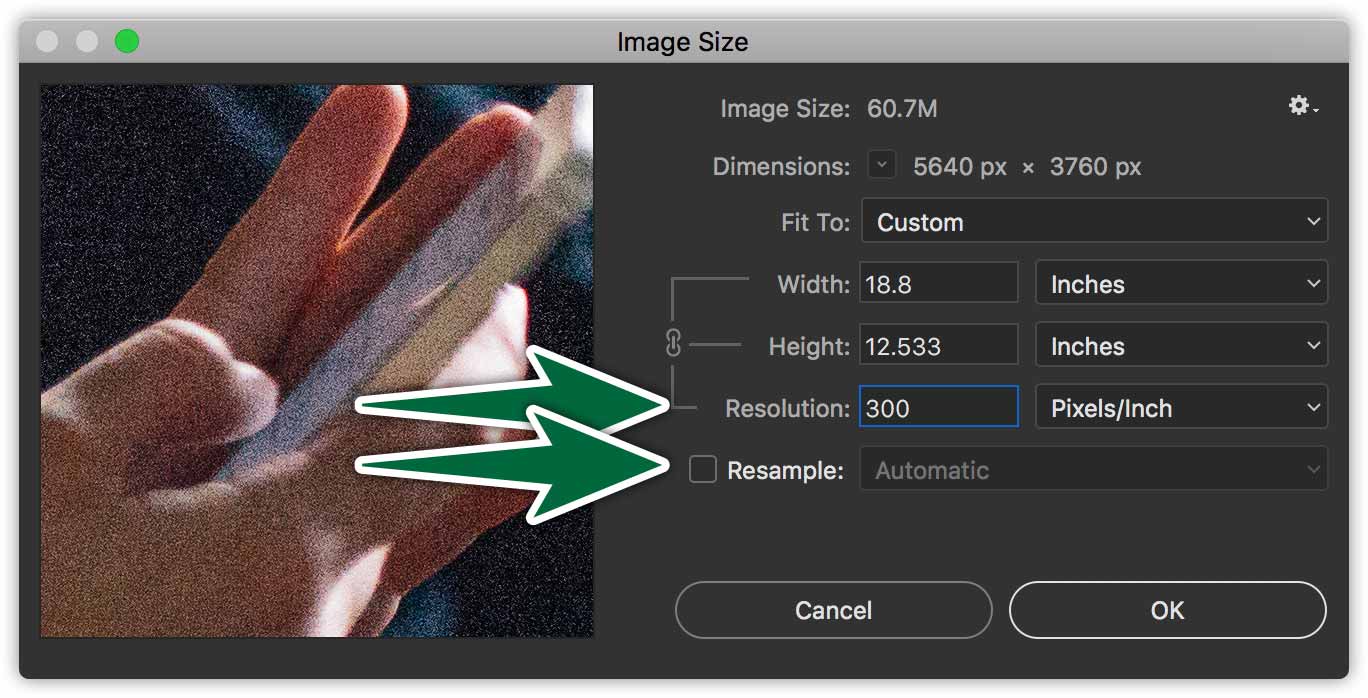 Image Size
Image Size: 60.7M
Dimensions: 5640 px × 3760 px
Fit To: Custom
Width: 18.8 Inches
Height: 12.533 Inches
Resolution: 300 Pixels/Inch
Resample: Automatic
Cancel OK